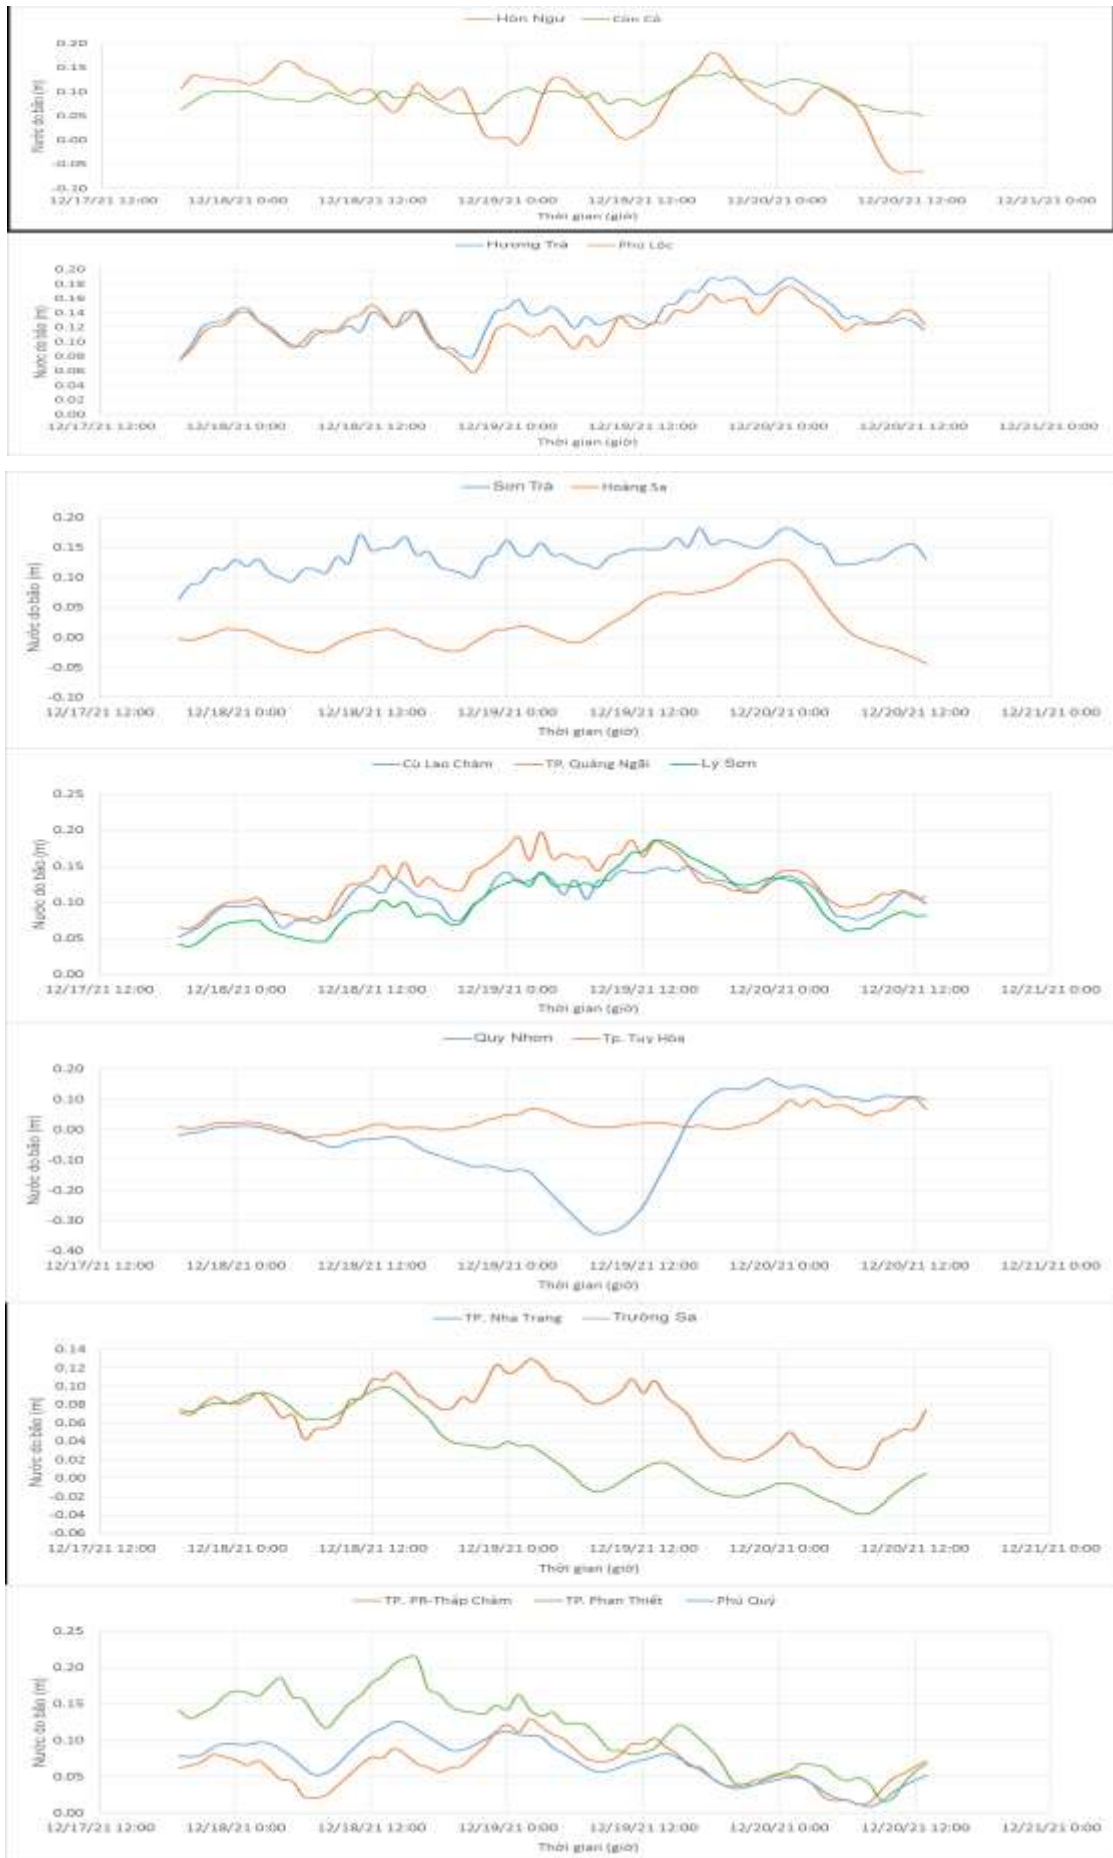 Hòn Ngư Cồn Cỏ
0.20
0.15
0.10
0.05
0.00
-0.05
-0.10
Nước do bão (m)
12/17/21 12:00 12/18/21 0:00 12/18/21 12:00 12/19/21 0:00 12/19/21 12:00 12/20/21 0:00 12/20/21 12:00 12/21/21 0:00
Thời gian (giờ)
Hương Trà Phú Lộc
0.20
0.18
0.16
0.14
0.12
0.10
0.08
0.06
0.04
0.02
0.00
Nước do bão (m)
12/17/21 12:00 12/18/21 0:00 12/18/21 12:00 12/19/21 0:00 12/19/21 12:00 12/20/21 0:00 12/20/21 12:00 12/21/21 0:00
Thời gian (giờ)
Sơn Trà Hoàng Sa
0.20
0.15
0.10
0.05
0.00
-0.05
-0.10
Nước do bão (m)
12/17/21 12:00 12/18/21 0:00 12/18/21 12:00 12/19/21 0:00 12/19/21 12:00 12/20/21 0:00 12/20/21 12:00 12/21/21 0:00
Thời gian (giờ)
Cù Lao Chàm TP. Quảng Ngãi Lý Sơn
0.25
0.20
0.15
0.10
0.05
0.00
Nước do bão (m)
12/17/21 12:00 12/18/21 0:00 12/18/21 12:00 12/19/21 0:00 12/19/21 12:00 12/20/21 0:00 12/20/21 12:00 12/21/21 0:00
Thời gian (giờ)
Quy Nhơn Tp. Tuy Hòa
0.20
0.10
0.00
-0.10
-0.20
-0.30
-0.40
Nước do bão (m)
12/17/21 12:00 12/18/21 0:00 12/18/21 12:00 12/19/21 0:00 12/19/21 12:00 12/20/21 0:00 12/20/21 12:00 12/21/21 0:00
Thời gian (giờ)
TP. Nha Trang Trường Sa
0.14
0.12
0.10
0.08
0.06
0.04
0.02
0.00
-0.02
-0.04
-0.06
Nước do bão (m)
12/17/21 12:00 12/18/21 0:00 12/18/21 12:00 12/19/21 0:00 12/19/21 12:00 12/20/21 0:00 12/20/21 12:00 12/21/21 0:00
Thời gian (giờ)
TP. PR-Tháp Chàm TP. Phan Thiết Phú Quý
0.25
0.20
0.15
0.10
0.05
0.00
Nước do bão (m)
12/17/21 12:00 12/18/21 0:00 12/18/21 12:00 12/19/21 0:00 12/19/21 12:00 12/20/21 0:00 12/20/21 12:00 12/21/21 0:00
Thời gian (giờ)